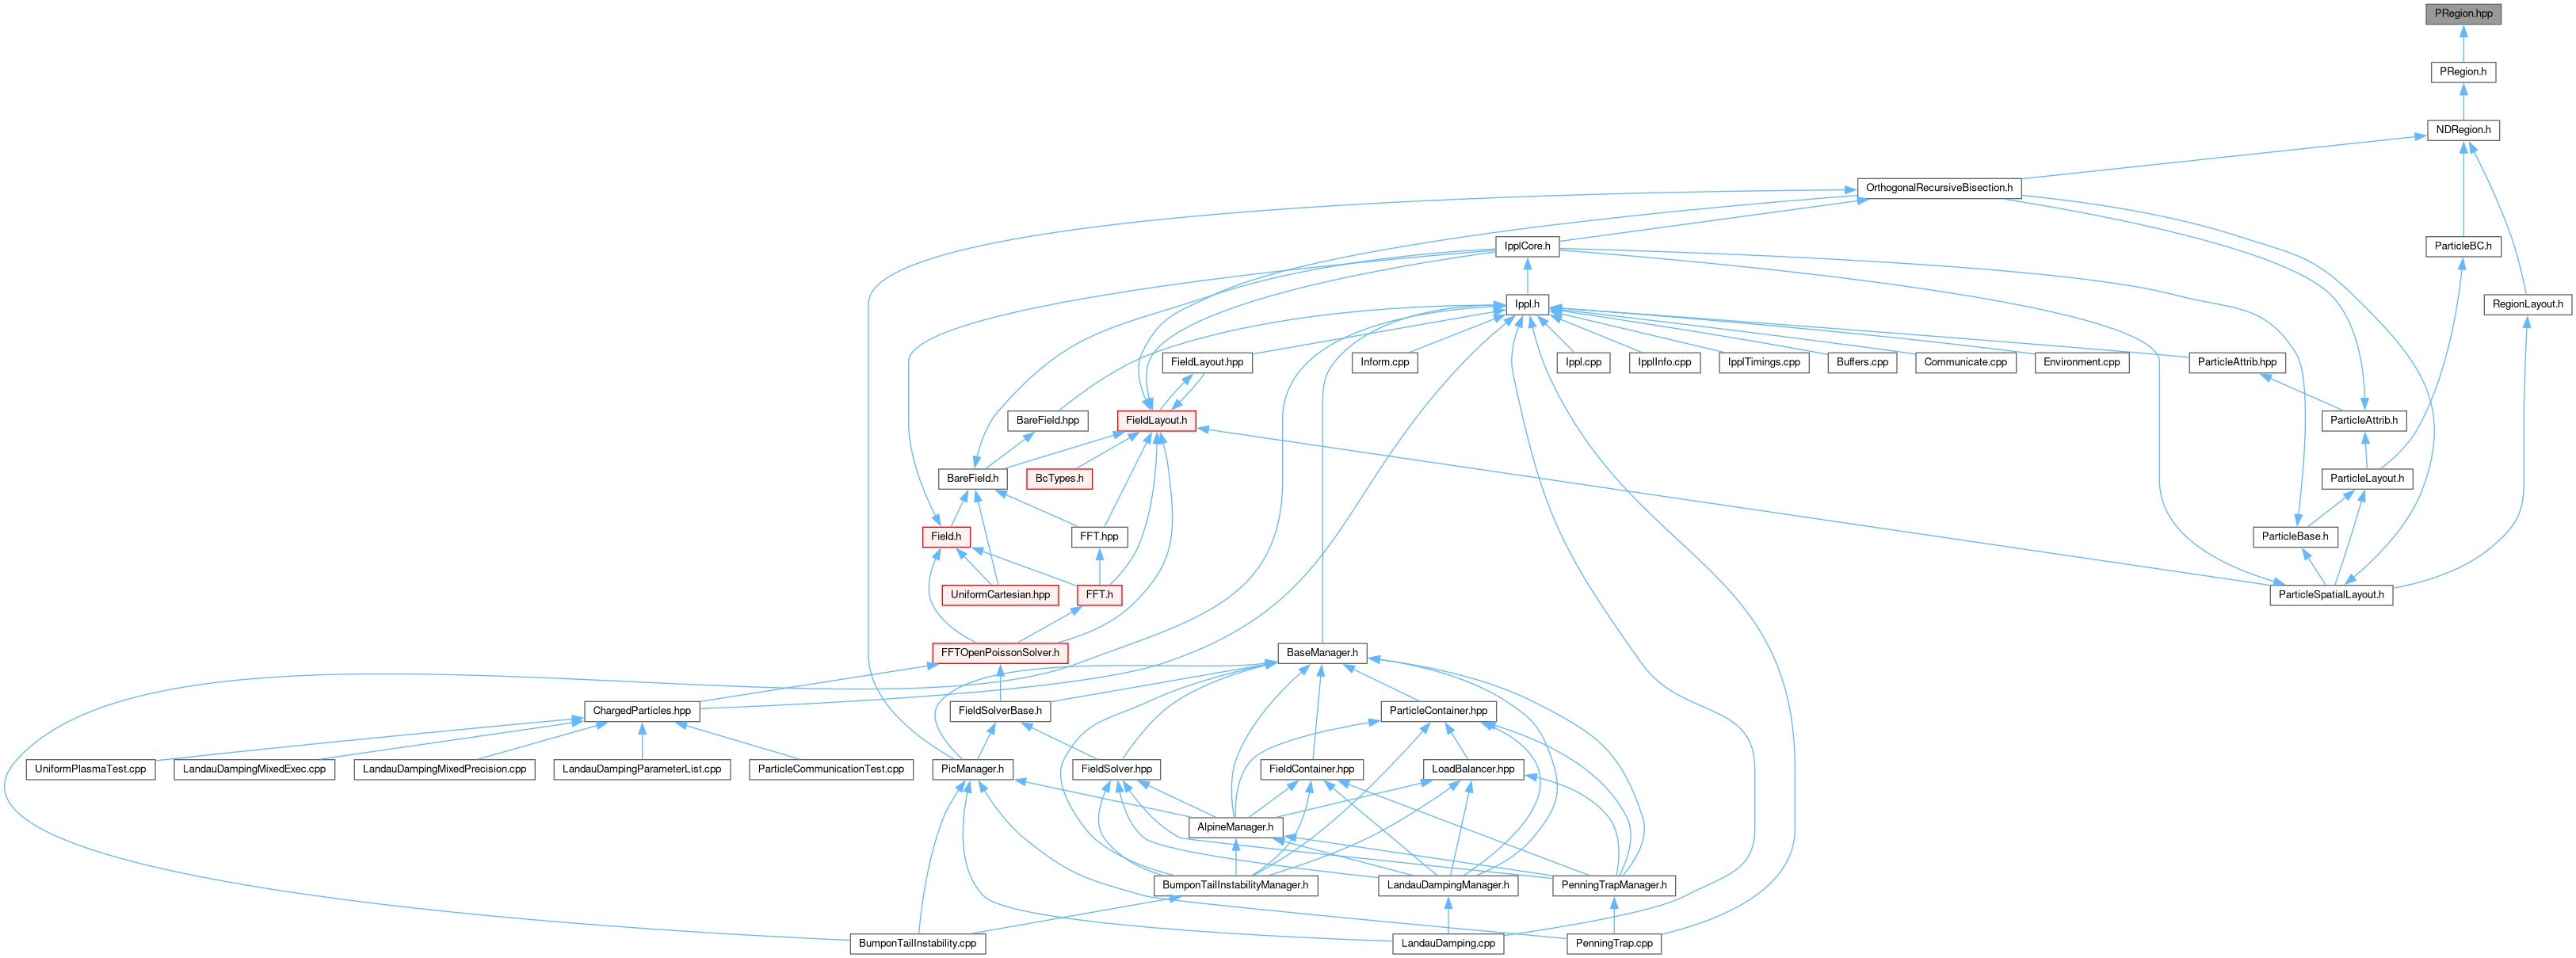 PRegion.hpp
PRegion.h
NDRegion.h
OrthogonalRecursiveBisection.h
IpplCore.h
ParticleBC.h
Ippl.h
RegionLayout.h
FieldLayout.hpp
Inform.cpp
Ippl.cpp
IpplInfo.cpp
IpplTimings.cpp
Buffers.cpp
Communicate.cpp
Environment.cpp
ParticleAttrib.hpp
BareField.hpp
FieldLayout.h
ParticleAttrib.h
BareField.h
BcTypes.h
ParticleLayout.h
Field.h
FFT.hpp
ParticleBase.h
UniformCartesian.hpp
FFT.h
ParticleSpatialLayout.h
FFTOpenPoissonSolver.h
BaseManager.h
ChargedParticles.hpp
FieldSolverBase.h
ParticleContainer.hpp
UniformPlasmaTest.cpp
LandauDampingMixedExec.cpp
LandauDampingMixedPrecision.cpp
LandauDampingParameterList.cpp
ParticleCommunicationTest.cpp
PicManager.h
FieldSolver.hpp
FieldContainer.hpp
LoadBalancer.hpp
AlpineManager.h
BumponTailInstabilityManager.h
LandauDampingManager.h
PenningTrapManager.h
BumponTailInstability.cpp
LandauDamping.cpp
PenningTrap.cpp